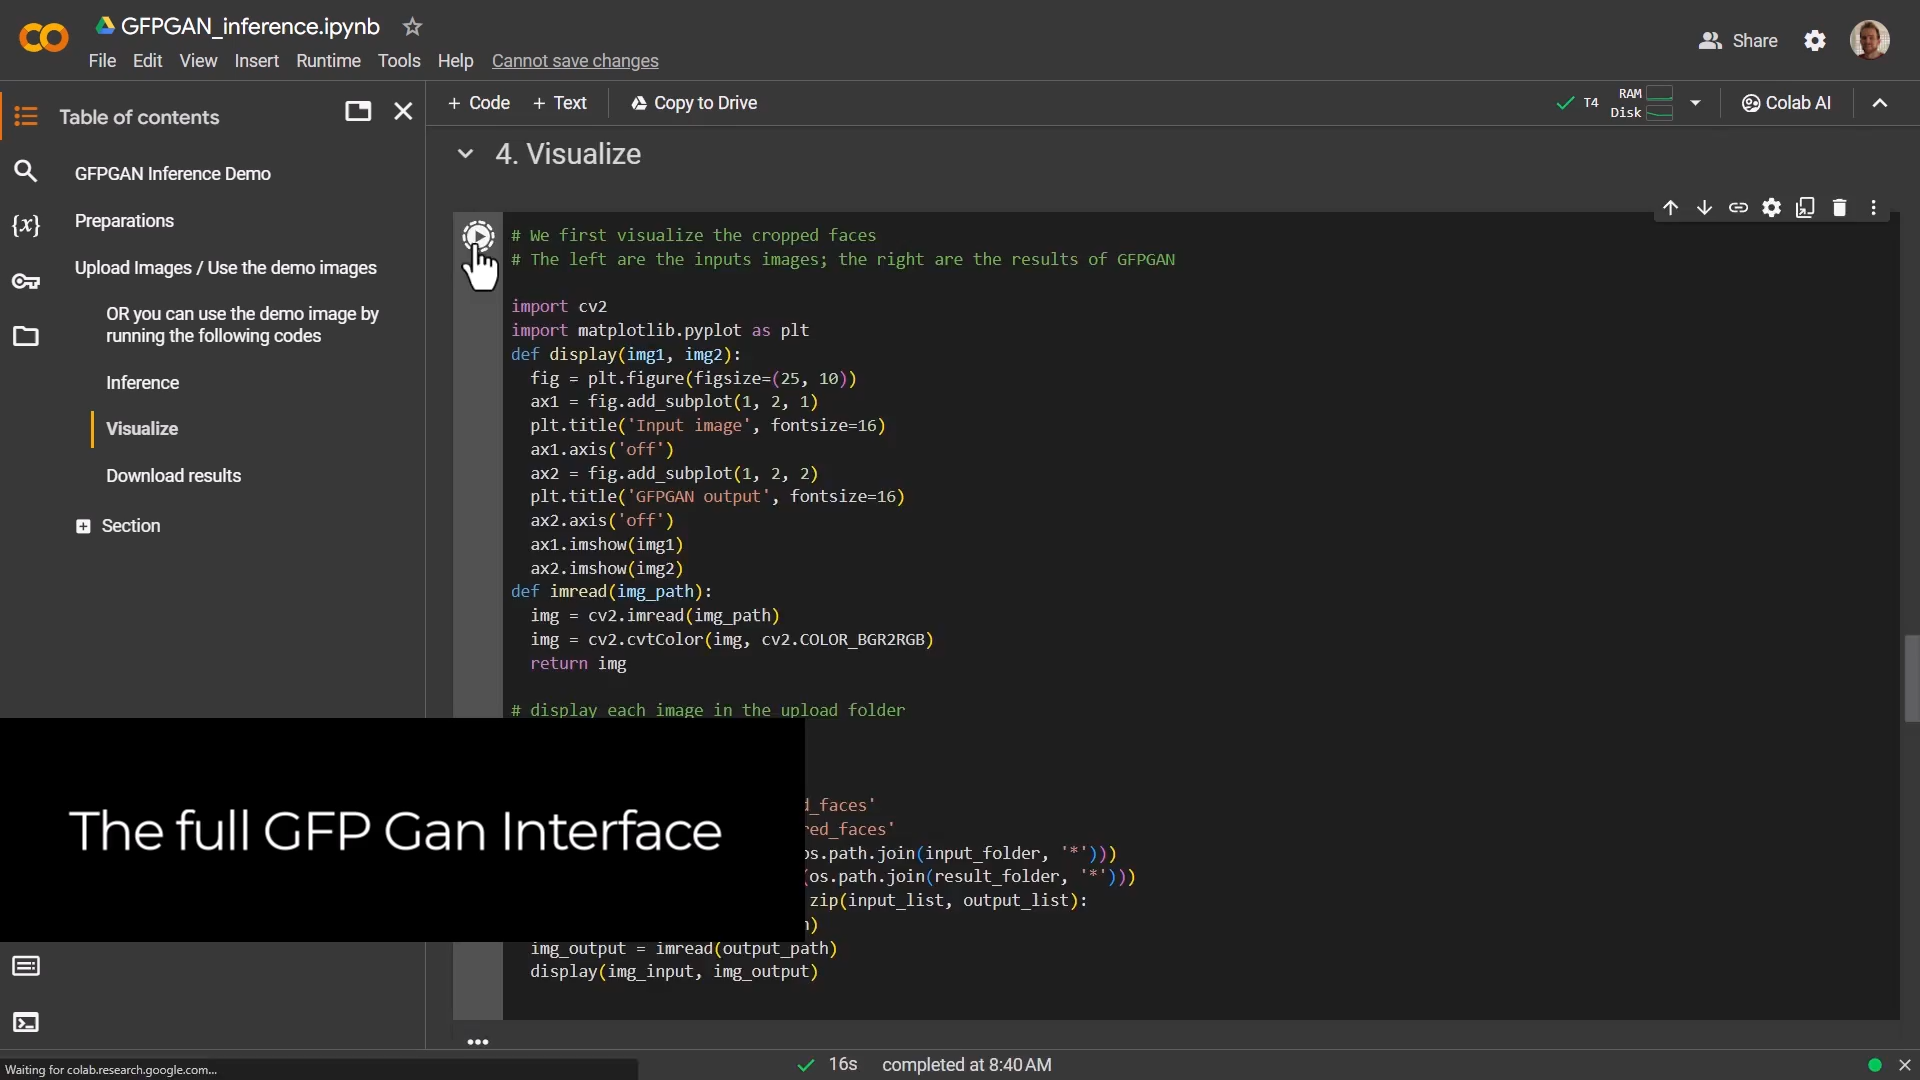 GFPGAN_inference.ipynb
File Edit View Insert Runtime Tools Help Cannot save changes
Share
Table of contents
GFPGAN Inference Demo
Preparations
Upload Images / Use the demo images
OR you can use the demo image by
running the following codes
Inference
Visualize
Download results
Section
{x}
+ Code + Text Copy to Drive
T4 RAM
Disk
Colab AI
4. Visualize
# We first visualize the cropped faces
# The left are the inputs images; the right are the results of GFPGAN
import cv2
import matplotlib.pyplot as plt
def display(img1, img2):
fig = plt.figure(figsize=(25, 10))
ax1 = fig.add_subplot(1, 2, 1)
plt.title('Input image', fontsize=16)
ax1.axis('off')
ax2 = fig.add_subplot(1, 2, 2)
plt.title('GFPGAN output', fontsize=16)
ax2.axis('off')
ax1.imshow(img1)
ax2.imshow(img2)
def imread(img_path):
img = cv2.imread(img_path)
img = cv2.cvtColor(img, cv2.COLOR_BGR2RGB)
return img
# display each image in the upload folder
d_faces'
red_faces'
os.path.join(input_folder, '*')))
(os.path.join(result_folder, '*')))
zip(input_list, output_list):
)
img_output = imread(output_path)
display(img_input, img_output)
The full GFP Gan Interface
Waiting for colab.research.google.com...
16s completed at 8:40 AM